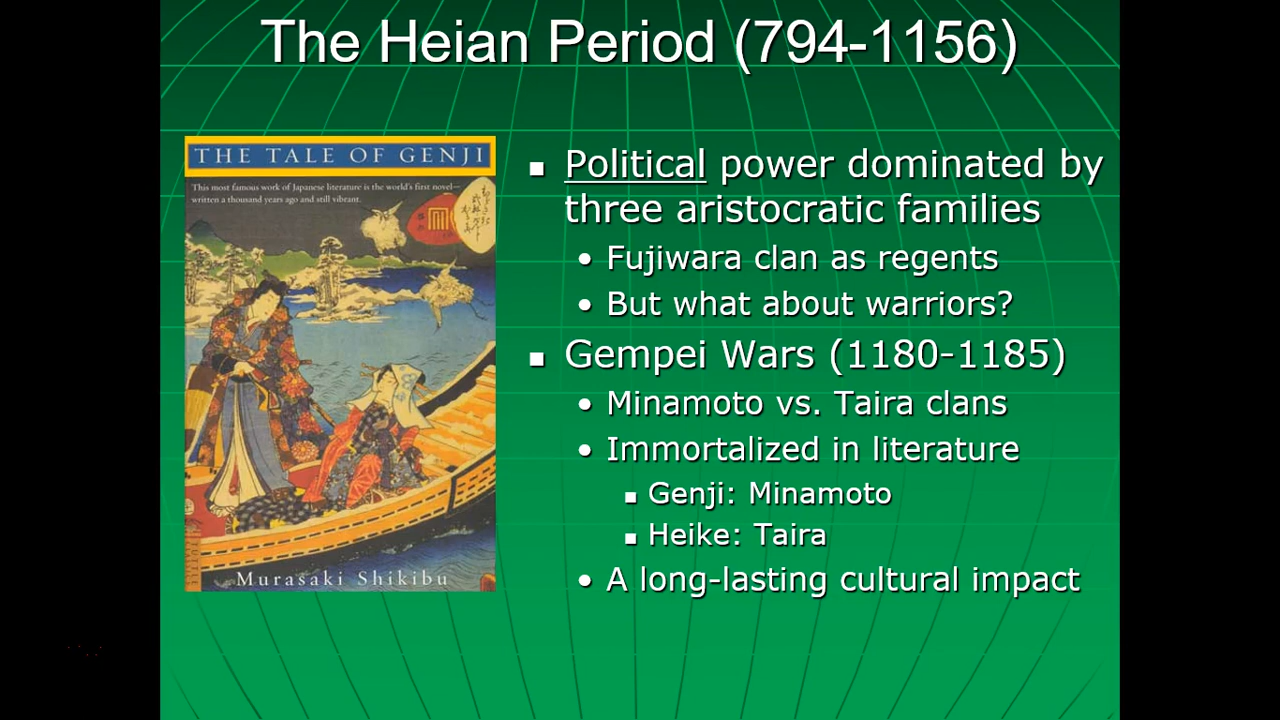 The Heian Period (794-1156)
THE TALE OF GENJI
This most famous work of Japanese literature is the world's first novel—
written a thousand years ago and still vibrant.
Murasaki Shikibu
▪ Political power dominated by
three aristocratic families
• Fujiwara clan as regents
• But what about warriors?
▪ Gempei Wars (1180-1185)
• Minamoto vs. Taira clans
• Immortalized in literature
▪ Genji: Minamoto
▪ Heike: Taira
• A long-lasting cultural impact